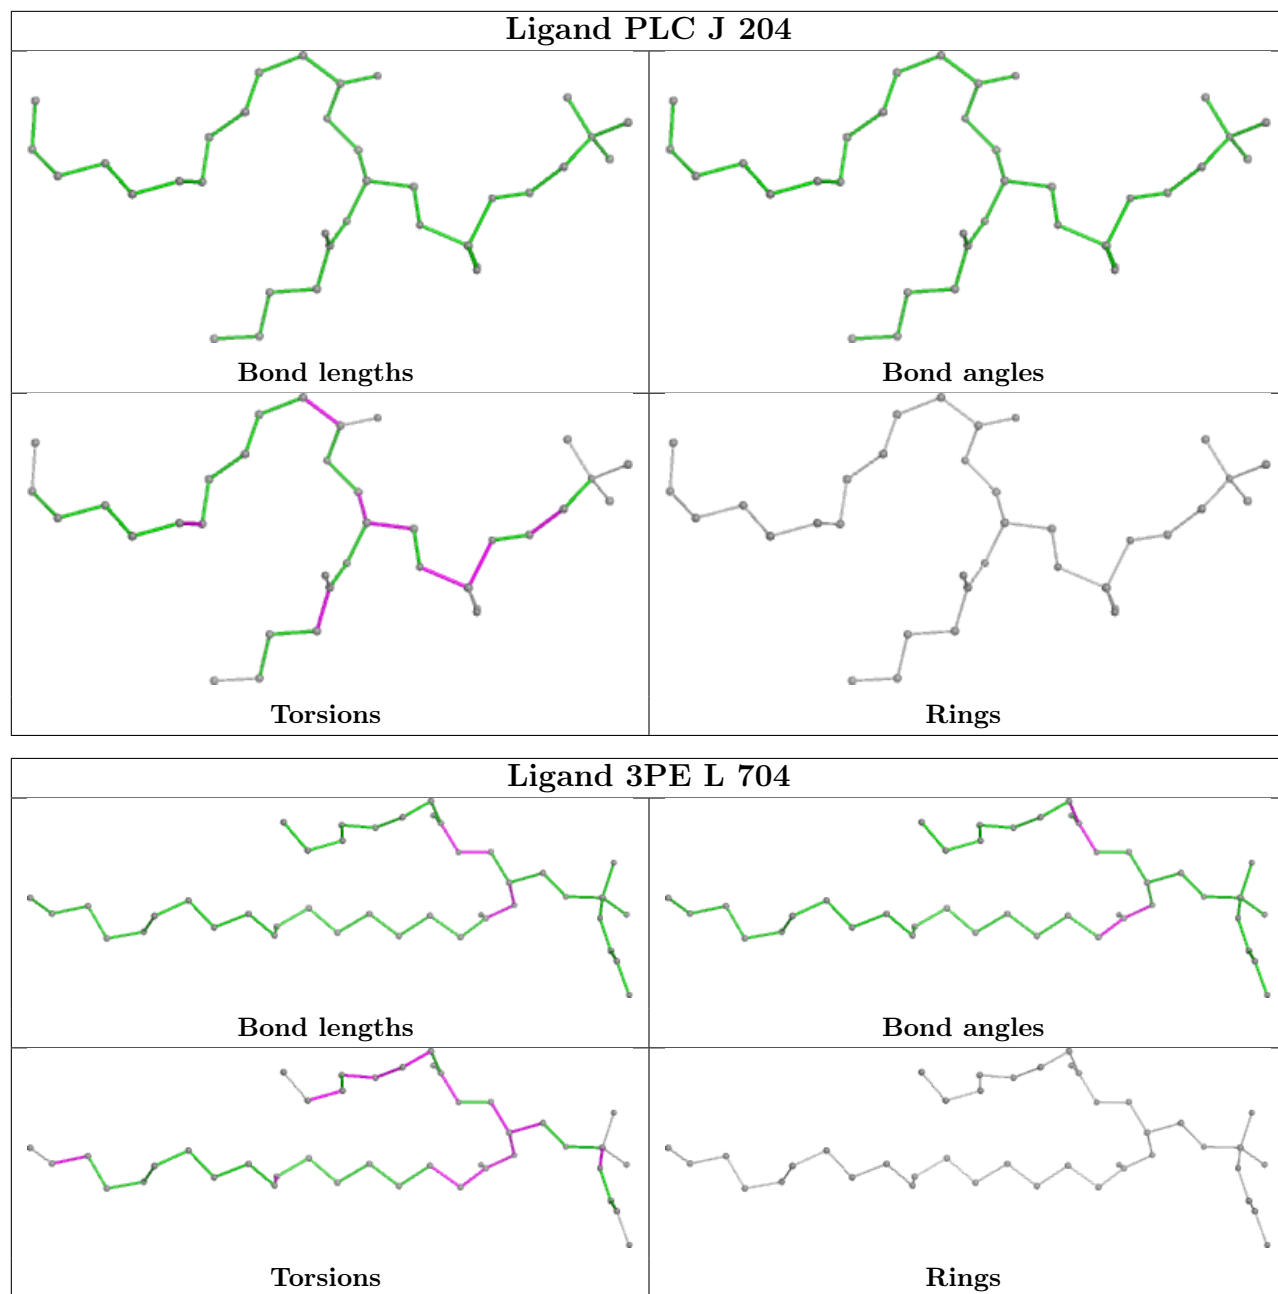 Ligand PLC J 204
Bond lengths
Bond angles
Torsions
Rings
Ligand 3PE L 704
Bond lengths
Bond angles
Torsions
Rings